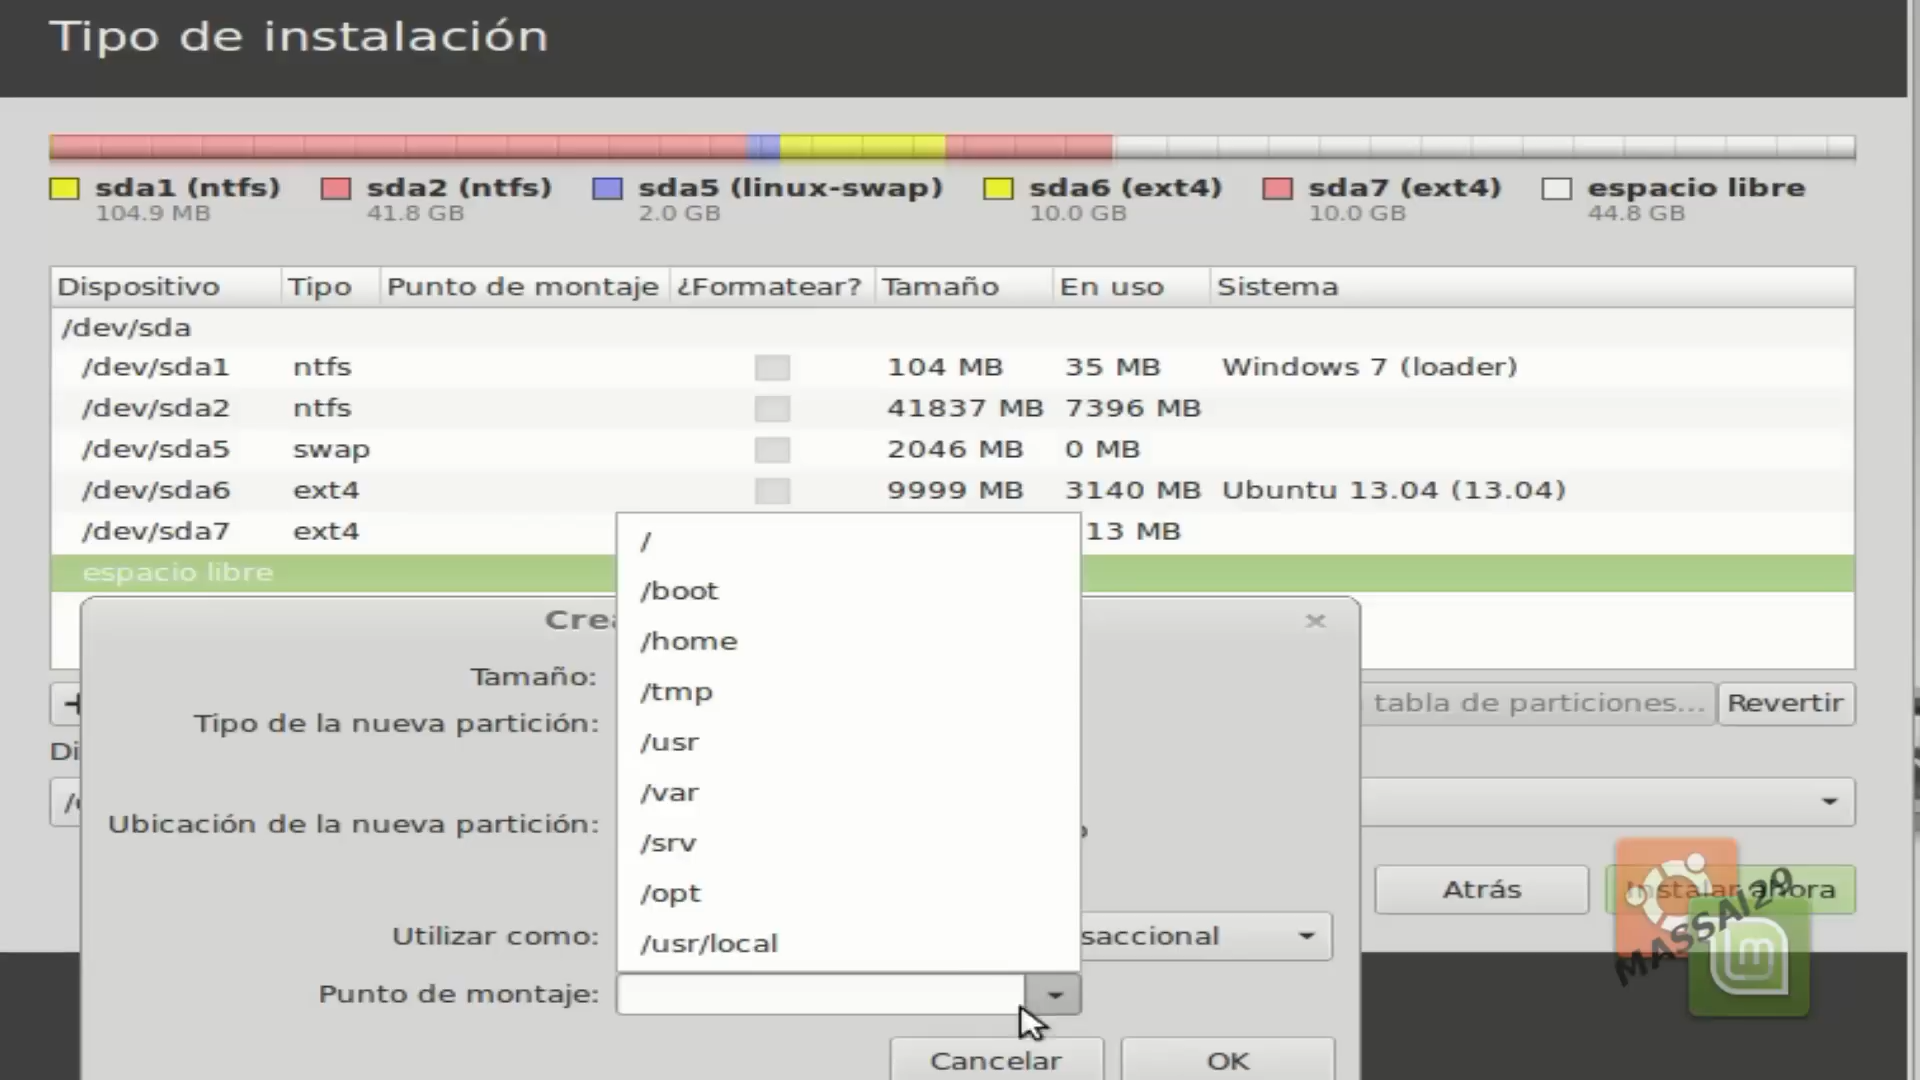 Tipo de instalación
sda1 (ntfs) sda2 (ntfs) sda5 (linux-swap) sda6 (ext4) sda7 (ext4) espacio libre
104.9 MB 41.8 GB 2.0 GB 10.0 GB 10.0 GB 44.8 GB
Dispositivo Tipo Punto de montaje ¿Formatear? Tamaño En uso Sistema
/dev/sda
/dev/sda1 ntfs 104 MB 35 MB Windows 7 (loader)
/dev/sda2 ntfs 41837 MB 7396 MB
/dev/sda5 swap 2046 MB 0 MB
/dev/sda6 ext4 9999 MB 3140 MB Ubuntu 13.04 (13.04)
/dev/sda7 ext4 13 MB
espacio libre
/
/boot
/home
/tmp
/usr
/var
/srv
/opt
/usr/local
Crea
Tamaño:
Tipo de la nueva partición:
Ubicación de la nueva partición:
Utilizar como: saccional
Punto de montaje:
Cancelar OK
+ tabla de particiones... Revertir
Di
Atrás Instalar ahora
MASSAI29